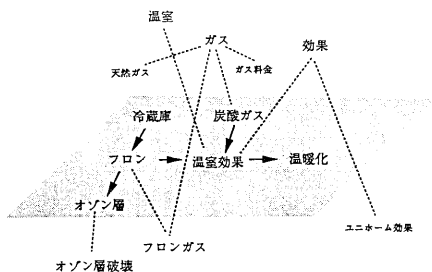 温室
ガス
効果
天然ガス
ガス料金
冷蔵庫
炭酸ガス
フロン
温室効果
温暖化
オゾン層
フロンガス
ユニホーム効果
オゾン層破壊